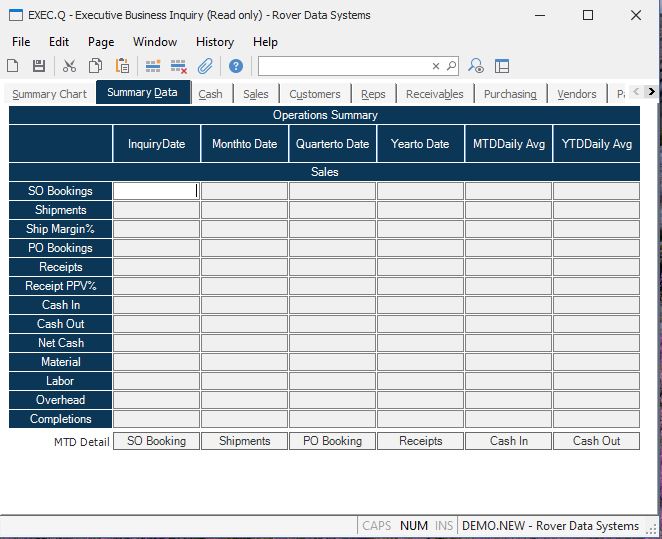 EXEC.Q - Executive Business Inquiry (Read only) - Rover Data Systems
File Edit Page Window History Help
Summary Chart Summary Data Cash Sales Customers Reps Receivables Purchasing Vendors
Operations Summary
InquiryDate Monthto Date Quarterto Date Yearto Date MTDDaily Avg YTDDaily Avg
Sales
SO Bookings
Shipments
Ship Margin%
PO Bookings
Receipts
Receipt PPV%
Cash In
Cash Out
Net Cash
Material
Labor
Overhead
Completions
MTD Detail SO Booking Shipments PO Booking Receipts Cash In Cash Out
CAPS NUM INS DEMO.NEW - Rover Data Systems